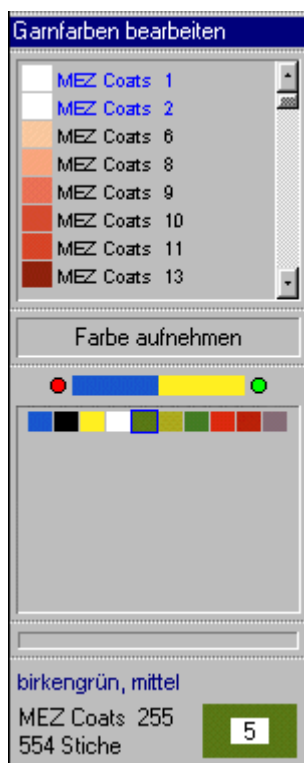 Garnfarben bearbeiten
MEZ Coats 1
MEZ Coats 2
MEZ Coats 6
MEZ Coats 8
MEZ Coats 9
MEZ Coats 10
MEZ Coats 11
MEZ Coats 13
Farbe aufnehmen
birkengrün, mittel
MEZ Coats 255
554 Stiche
5